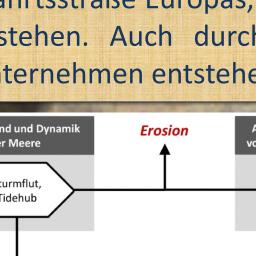 ahrtsstraße Europas,
stehen. Auch durch
nternehmen entstehe
nd und Dynamik
er Meere
Erosion
A
vo
turmflut,
Tidehub